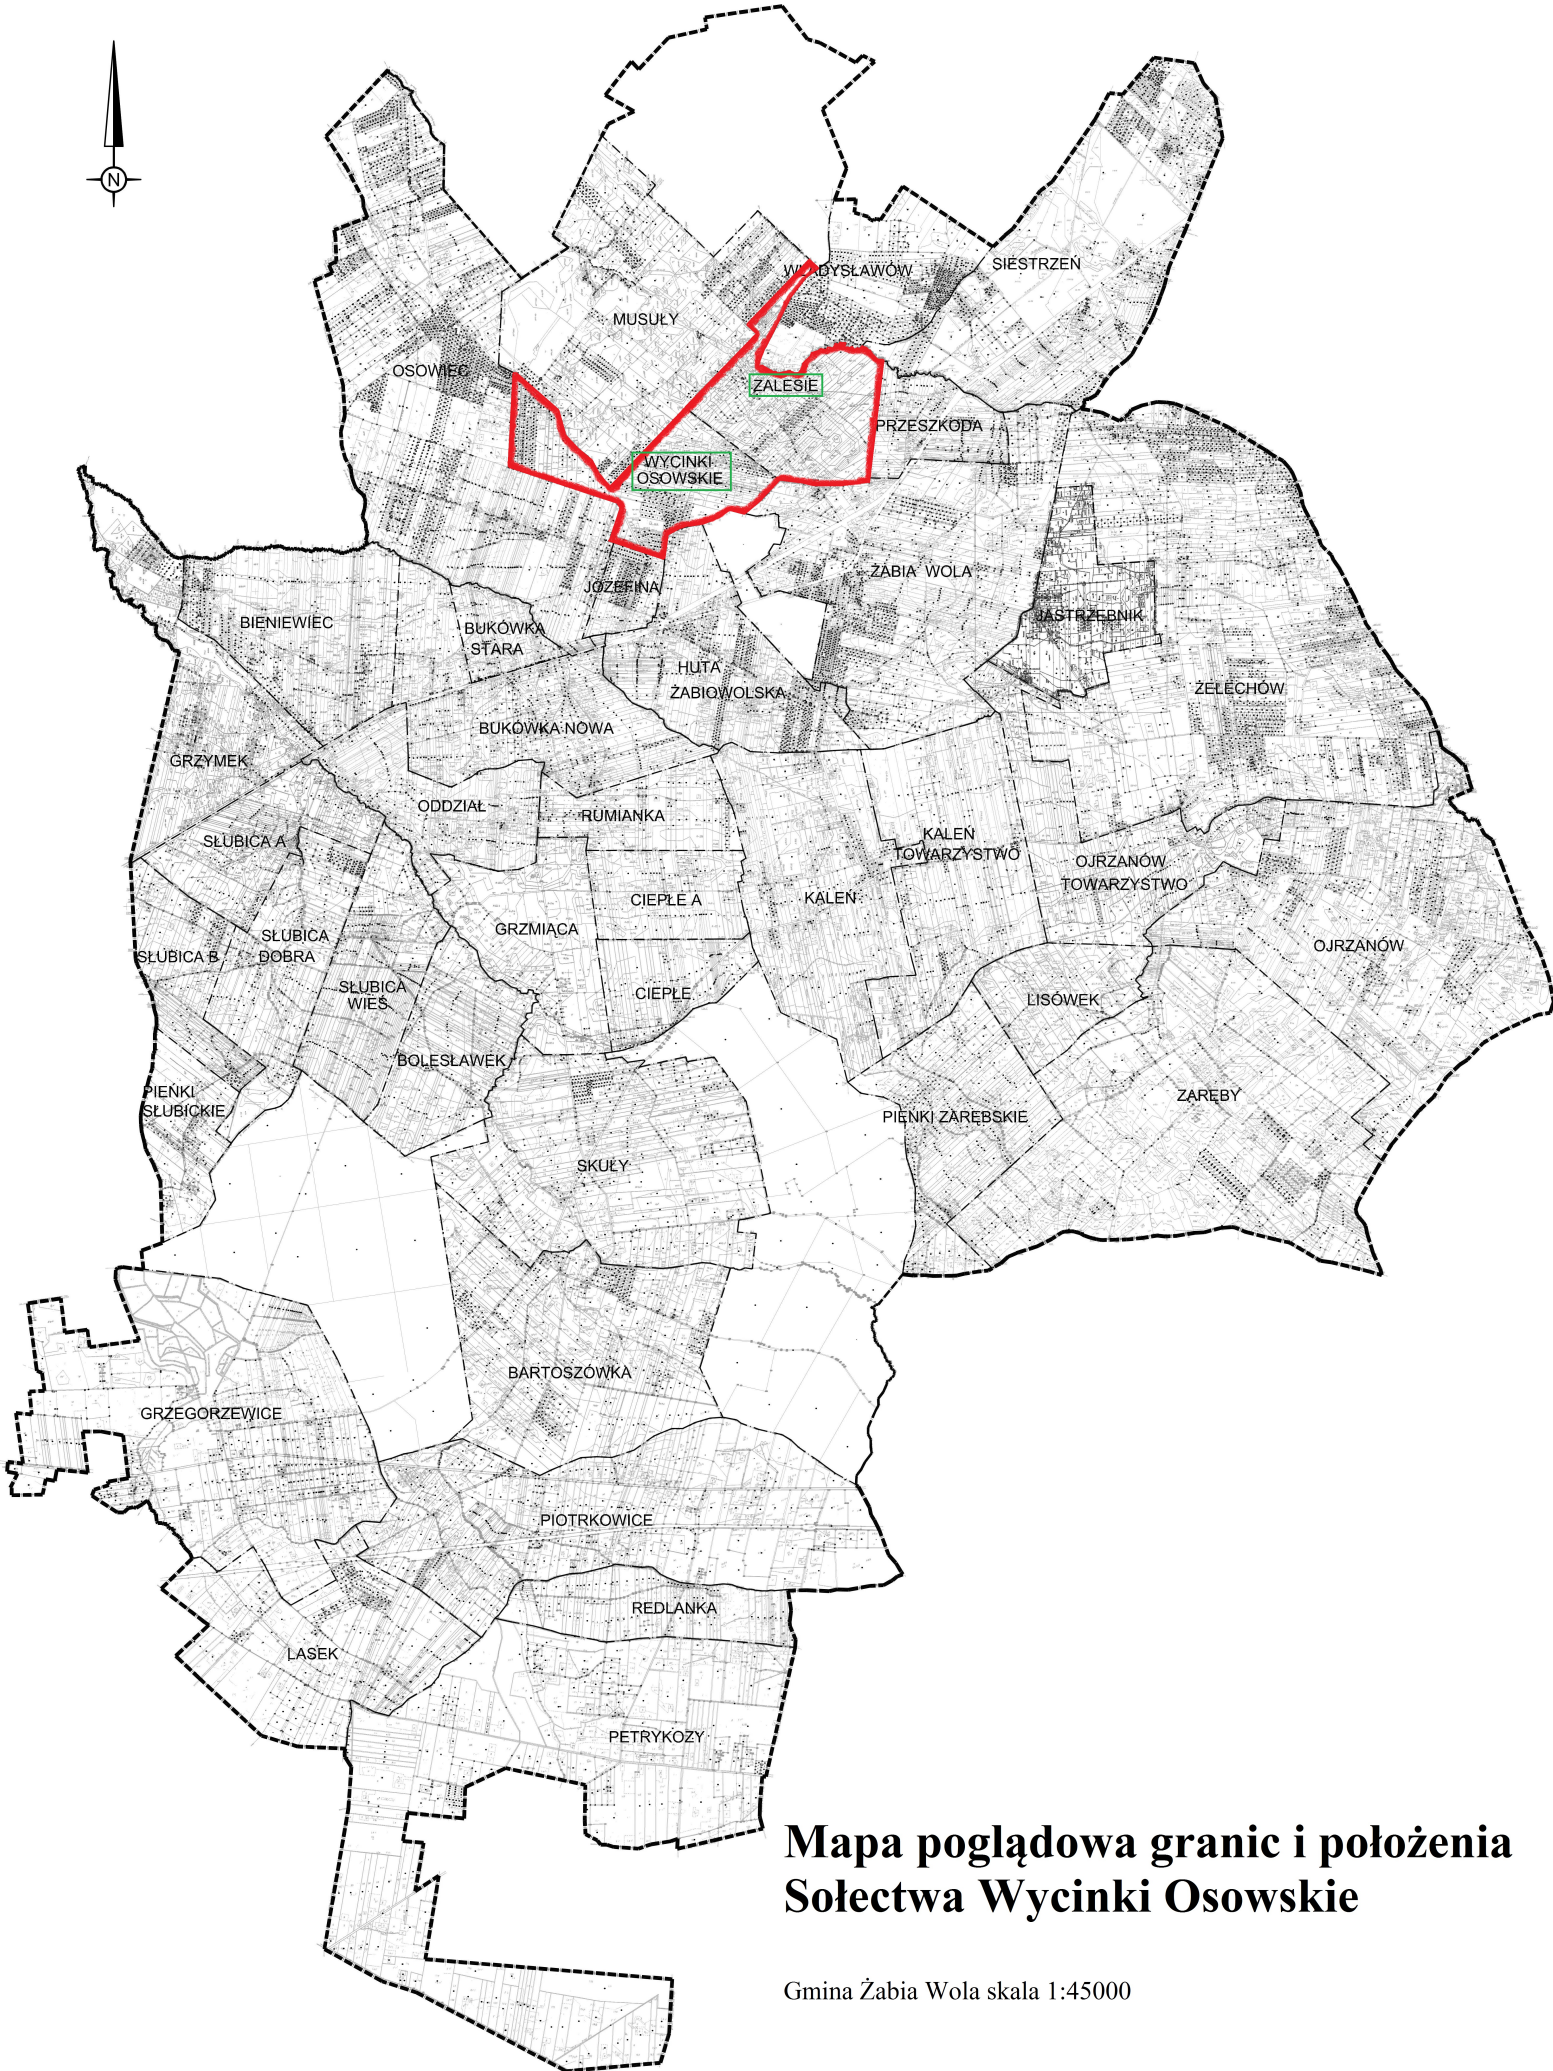 N
WŁADYSŁAWÓW
SIESTRZEŃ
MUSUŁY
OSOWIEC
ZALESIE
PRZESZKODA
WYCINKI
OSOWSKIE
ŻABIA WOLA
JÓZEFINA
JASTRZĘBNIK
BIENIEWIEC
BUKÓWKA
STARA
HUTA
ŻABIOWOLSKA
ŻELECHÓW
BUKÓWKA NOWA
GRZYMEK
ODDZIAŁ
RUMIANKA
SŁUBICA A
KALEŃ
TOWARZYSTWO
OJRZANÓW
TOWARZYSTWO
CIEPŁE A
KALEŃ
GRZMIĄCA
SŁUBICA
DOBRA
SŁUBICA B
OJRZANÓW
SŁUBICA
WIEŚ
CIEPŁE
LISÓWEK
BOLESŁAWEK
PIEŃKI
SŁUBICKIE
ZARĘBY
PIEŃKI ZARĘBSKIE
SKUŁY
BARTOSZÓWKA
GRZEGORZEWICE
PIOTRKOWICE
REDLANKA
LASEK
PETRYKOZY
Mapa poglądowa granic i położenia
Sołectwa Wycinki Osowskie
Gmina Żabia Wola skala 1:45000